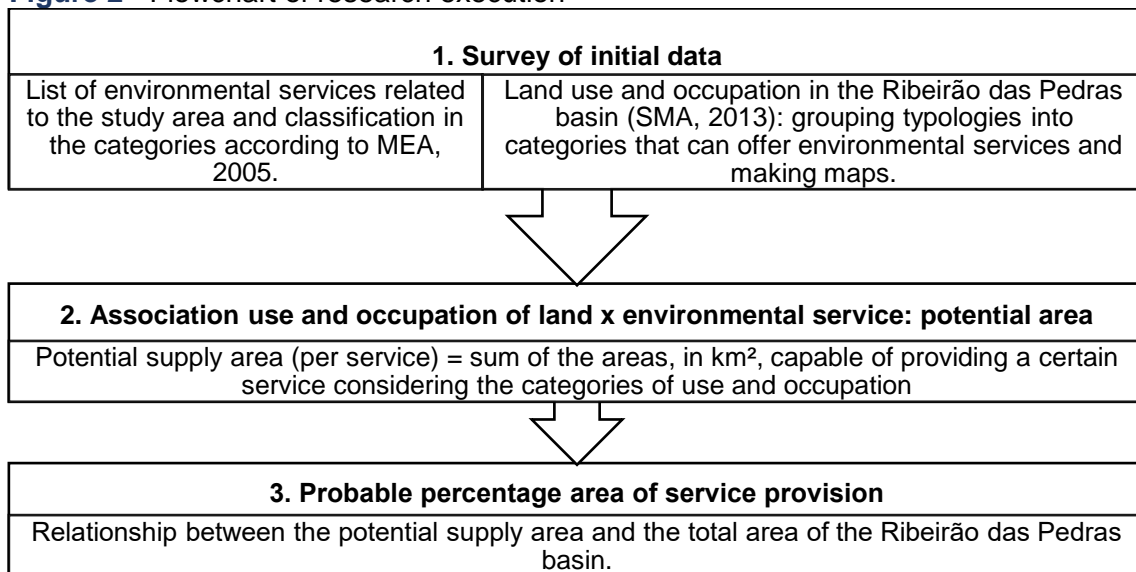 Figure 2 - Flowchart of research execution
1. Survey of initial data
List of environmental services related
to the study area and classification in
the categories according to MEA,
2005.
Land use and occupation in the Ribeirão das Pedras
basin (SMA, 2013): grouping typologies into
categories that can offer environmental services and
making maps.
2. Association use and occupation of land x environmental service: potential area
Potential supply area (per service) = sum of the areas, in km², capable of providing a certain
service considering the categories of use and occupation
3. Probable percentage area of service provision
Relationship between the potential supply area and the total area of the Ribeirão das Pedras
basin.